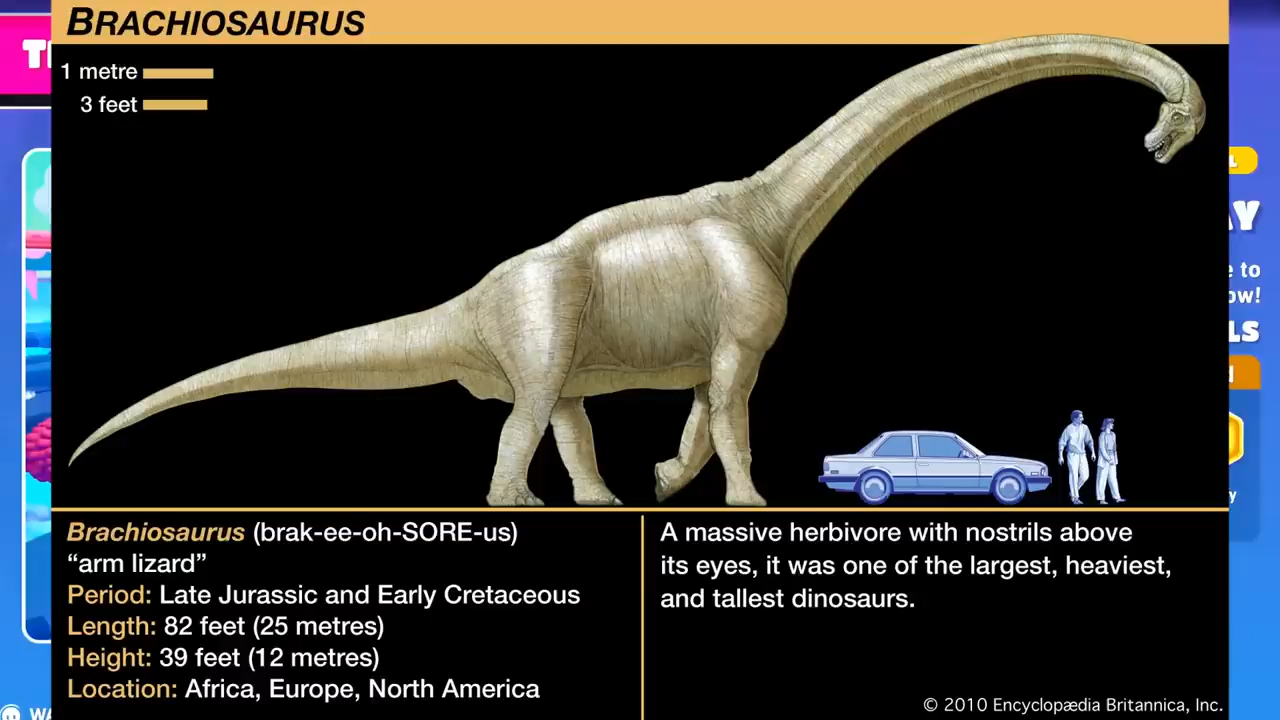 BRACHIOSAURUS
1 metre
3 feet
Brachiosaurus (brak-ee-oh-SORE-us)
“arm lizard”
Period: Late Jurassic and Early Cretaceous
Length: 82 feet (25 metres)
Height: 39 feet (12 metres)
Location: Africa, Europe, North America
A massive herbivore with nostrils above
its eyes, it was one of the largest, heaviest,
and tallest dinosaurs.
© 2010 Encyclopædia Britannica, Inc.
to